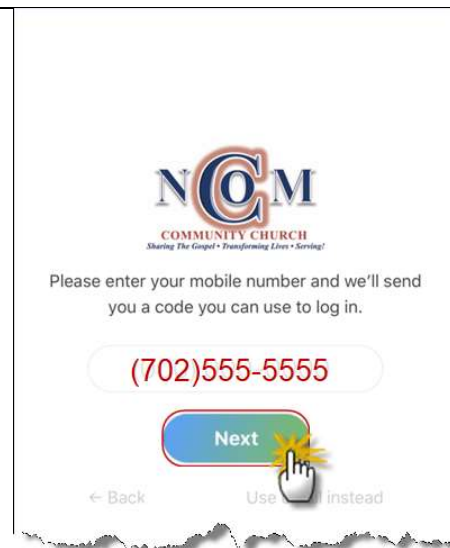 NCOM
COMMUNITY CHURCH
Sharing The Gospel • Transforming Lives • Serving!
Please enter your mobile number and we'll send
you a code you can use to log in.
(702)555-5555
Next
← Back Use instead